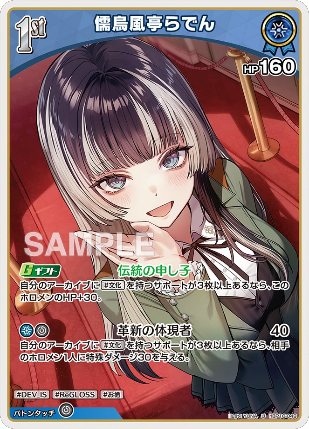 1st
儒烏風亭らでん
HP160
SAMPLE
ギフト 伝統の申し子
自分のアーカイブに#文化を持つサポートが3枚以上あるなら、この
ホロメンのHP+30。
革新の体現者 40
自分のアーカイブに#文化を持つサポートが3枚以上あるなら、相手
のホロメン1人に特殊ダメージ30を与える。
#DEV_IS #ReGLOSS #お酒
バトンタッチ